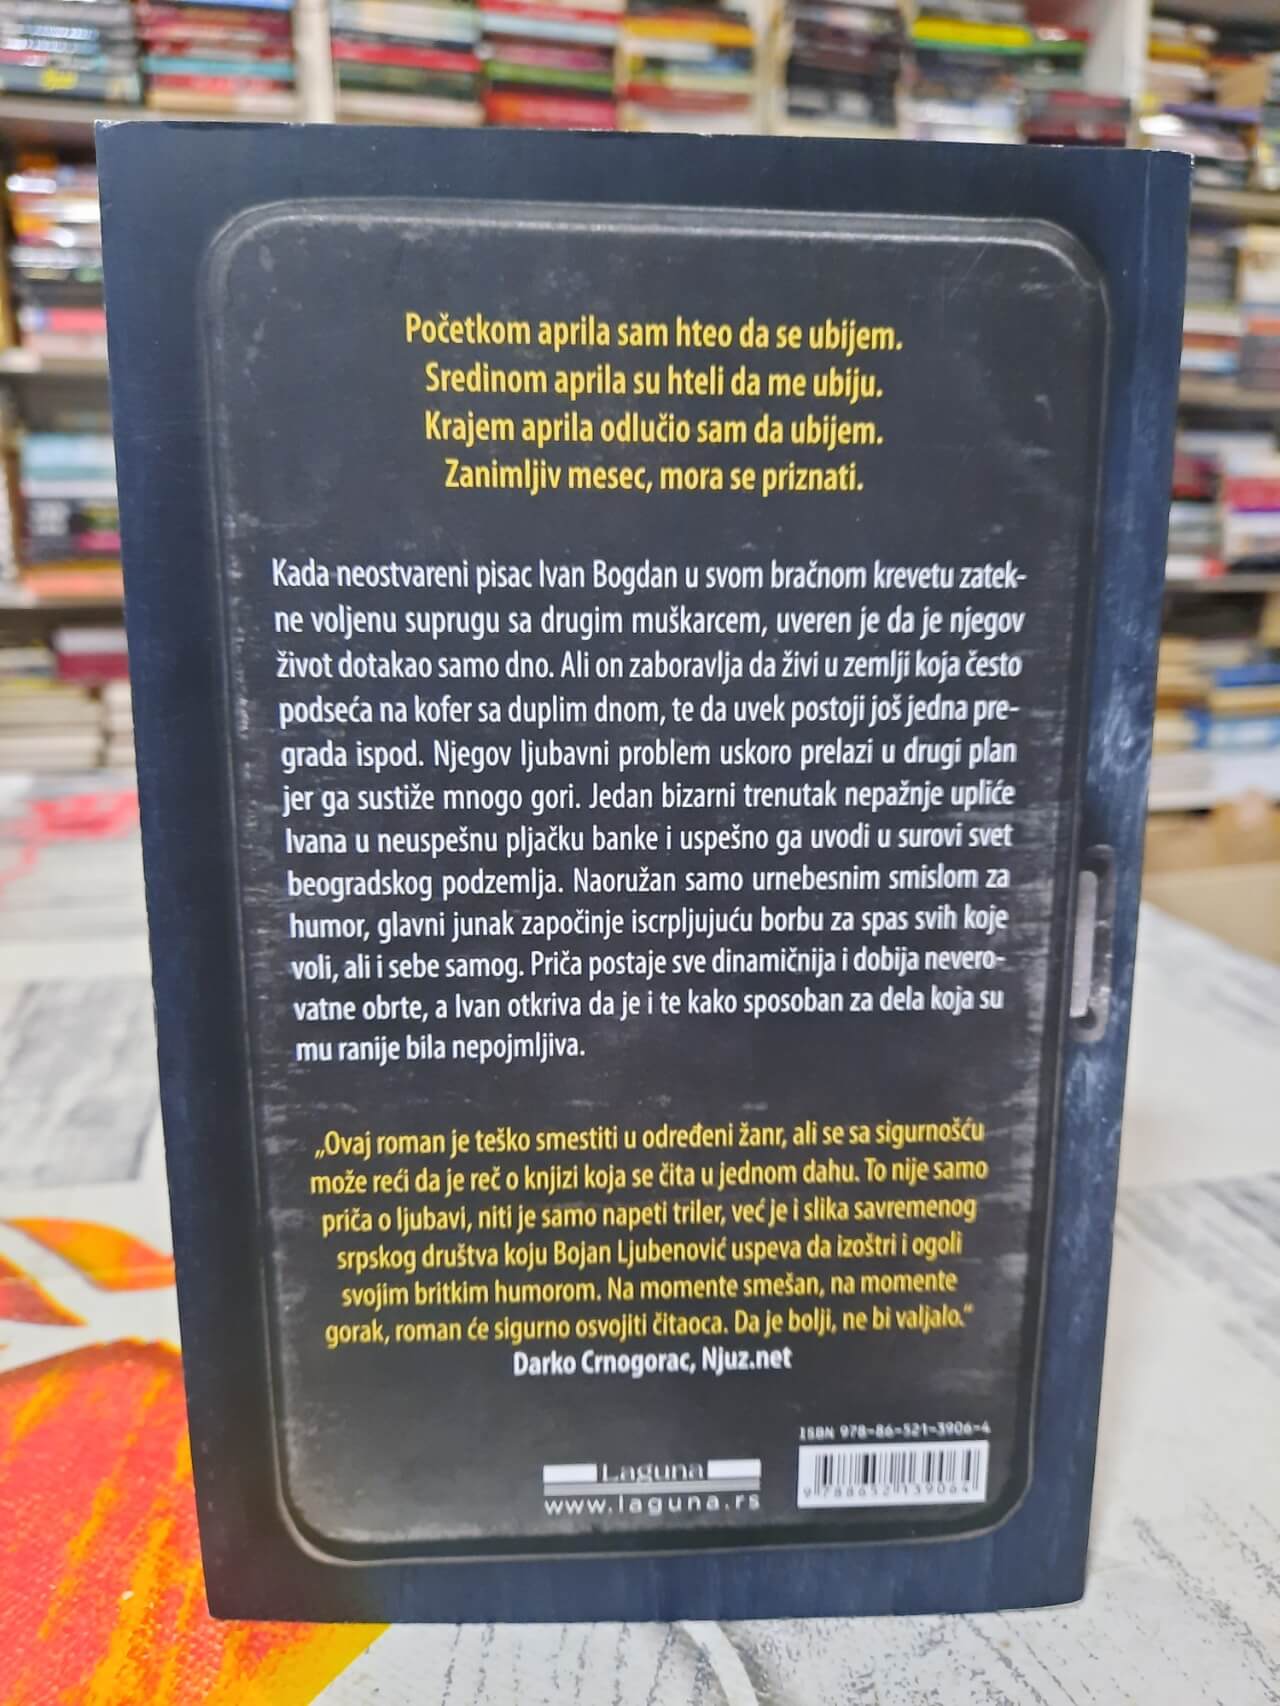 Početkom aprila sam hteo da se ubijem.
Sredinom aprila su hteli da me ubiju.
Krajem aprila odlučio sam da ubijem.
Zanimljiv mesec, mora se priznati.
Kada neostvareni pisac Ivan Bogdan u svom bračnom krevetu zatek-
ne voljenu suprugu sa drugim muškarcem, uveren je da je njegov
život dotakao samo dno. Ali on zaboravlja da živi u zemlji koja često
podseća na kofer sa duplim dnom, te da uvek postoji još jedna pre-
grada ispod. Njegov ljubavni problem uskoro prelazi u drugi plan
jer ga sustiže mnogo gori. Jedan bizarni trenutak nepažnje upliće
Ivana u neuspešnu pljačku banke i uspešno ga uvodi u surovi svet
beogradskog podzemlja. Naoružan samo urnebesnim smislom za
humor, glavni junak započinje iscrpljujuću borbu za spas svih koje
voli, ali i sebe samog. Priča postaje sve dinamičnija i dobija nevero-
vatne obrte, a Ivan otkriva da je i te kako sposoban za dela koja su
mu ranije bila nepojmljiva.
„Ovaj roman je teško smestiti u određeni žanr, ali se sa sigurnošću
može reći da je reč o knjizi koja se čita u jednom dahu. To nije samo
priča o ljubavi, niti je samo napeti triler, već je i slika savremenog
srpskog društva koju Bojan Ljubenović uspeva da izoštri i ogoli
svojim britkim humorom. Na momente smešan, na momente
gorak, roman će sigurno osvojiti čitaoca. Da je bolji, ne bi valjalo.“
Darko Crnogorac, Njuz.net
ISBN 978-86-521-3906-4
Laguna
www.laguna.rs
9 788652 139064